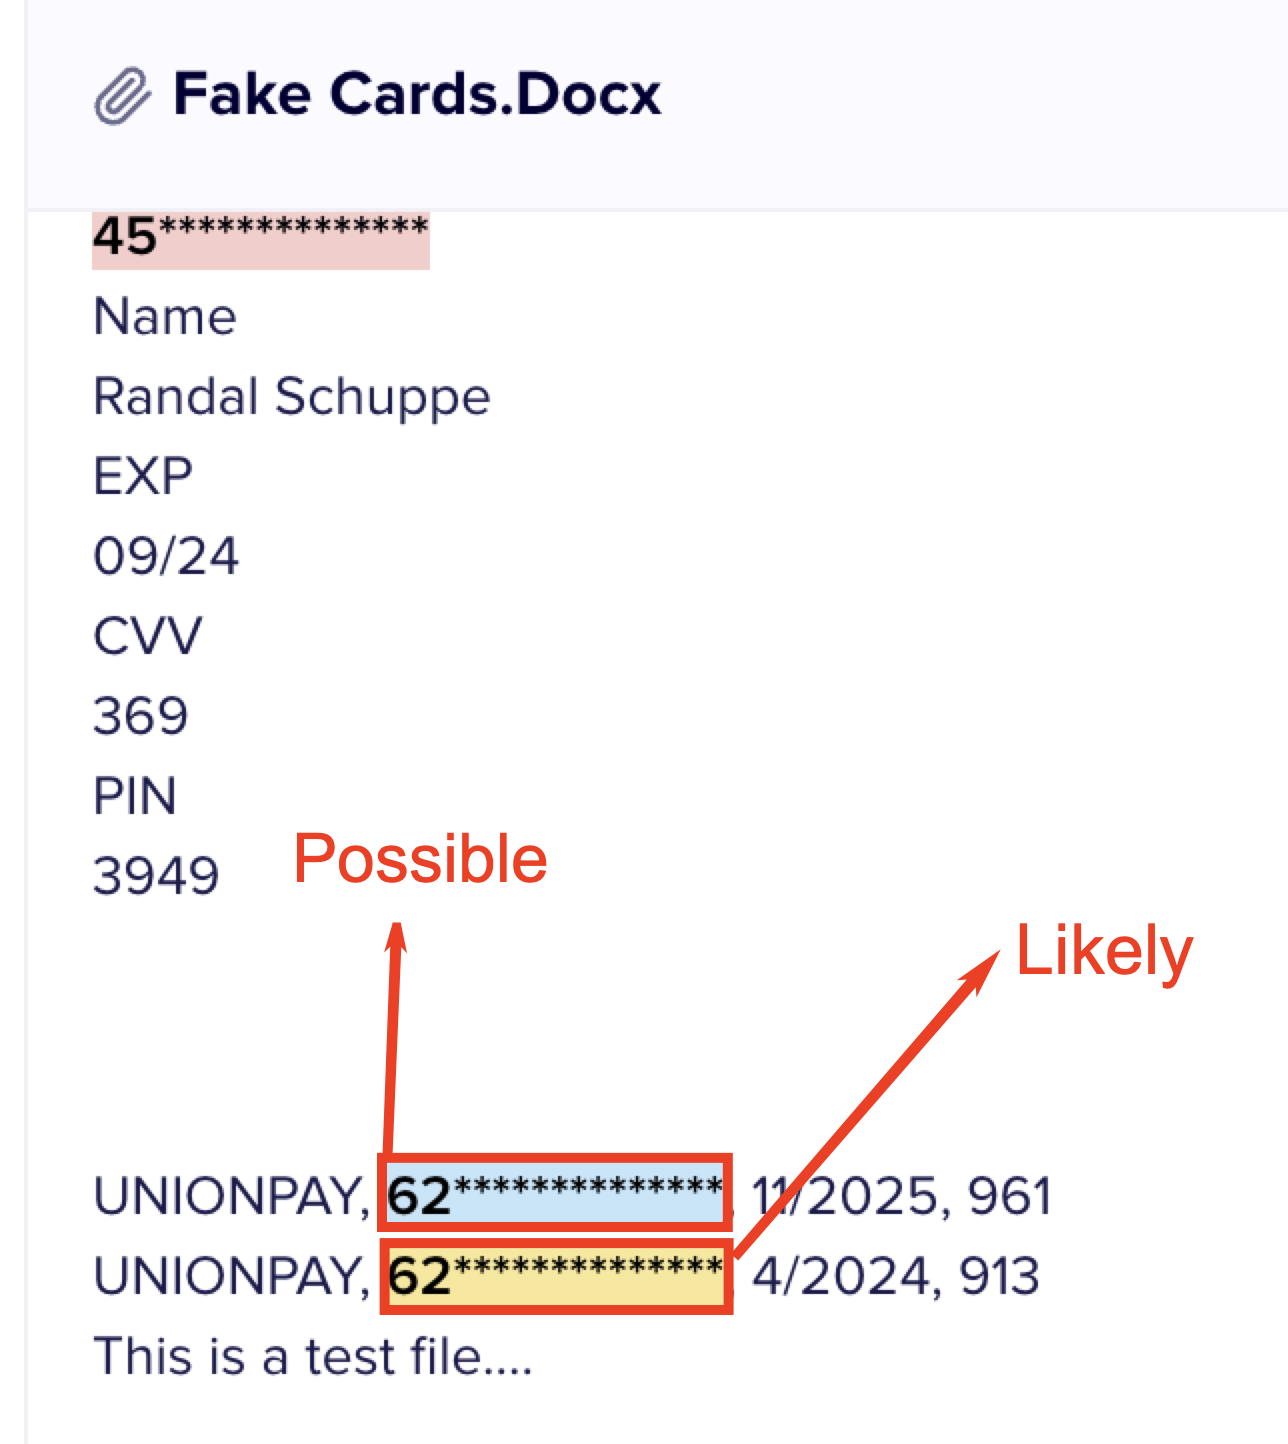 Fake Cards.Docx
45**************
Name
Randal Schuppe
EXP
09/24
CVV
369
PIN
3949
Possible
Likely
UNIONPAY, 62**************, 11/2025, 961
UNIONPAY, 62**************, 4/2024, 913
This is a test file....